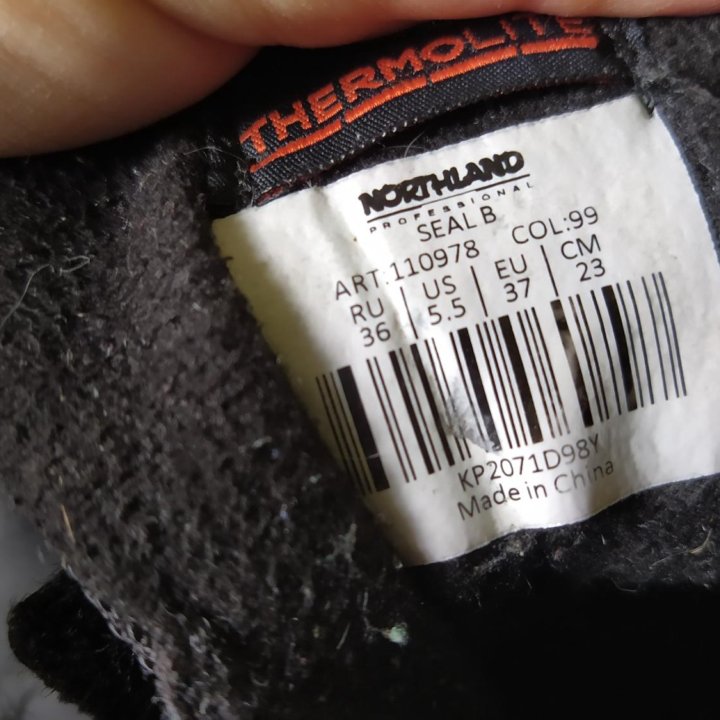 THERMOLITE
NORTHLAND
PROFESSIONAL
SEAL B
ART:110978 COL:99
RU US EU CM
36 5.5 37 23
KP2071D98Y
Made in China